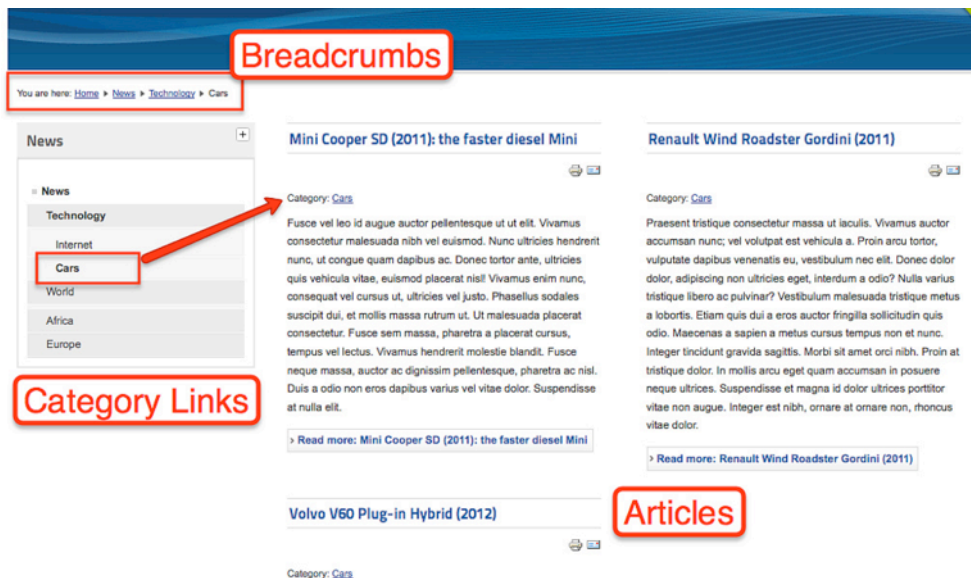 Breadcrumbs
You are here: Home ▸ News ▸ Technology ▸ Cars
News
+
News
Technology
Internet
Cars
World
Africa
Europe
Category Links
Mini Cooper SD (2011): the faster diesel Mini
Category: Cars
Fusce vel leo id augue auctor pellentesque ut ut elit. Vivamus
consectetur malesuada nibh vel euismod. Nunc ultricies hendrerit
nunc, ut congue quam dapibus ac. Donec tortor ante, ultricies
quis vehicula vitae, euismod placerat nisl! Vivamus enim nunc,
consequat vel cursus ut, ultricies vel justo. Phasellus sodales
suscipit dui, et mollis massa rutrum ut. Ut malesuada placerat
consectetur. Fusce sem massa, pharetra a placerat cursus,
tempus vel lectus. Vivamus hendrerit molestie blandit. Fusce
neque massa, auctor ac dignissim pellentesque, pharetra ac nisl.
Duis a odio non eros dapibus varius vel vitae dolor. Suspendisse
at nulla elit.
› Read more: Mini Cooper SD (2011): the faster diesel Mini
Renault Wind Roadster Gordini (2011)
Category: Cars
Praesent tristique consectetur massa ut iaculis. Vivamus auctor
accumsan nunc; vel volutpat est vehicula a. Proin arcu tortor,
vulputate dapibus venenatis eu, vestibulum nec elit. Donec dolor
dolor, adipiscing non ultricies eget, interdum a odio? Nulla varius
tristique libero ac pulvinar? Vestibulum malesuada tristique metus
a lobortis. Etiam quis dui a eros auctor fringilla sollicitudin quis
odio. Maecenas a sapien a metus cursus tempus non et nunc.
Integer tincidunt gravida sagittis. Morbi sit amet orci nibh. Proin at
tristique dolor. In mollis arcu eget quam accumsan in posuere
neque ultrices. Suspendisse et magna id dolor ultrices porttitor
vitae non augue. Integer est nibh, ornare at ornare non, rhoncus
vitae dolor.
› Read more: Renault Wind Roadster Gordini (2011)
Volvo V60 Plug-in Hybrid (2012)
Articles
Category: Cars